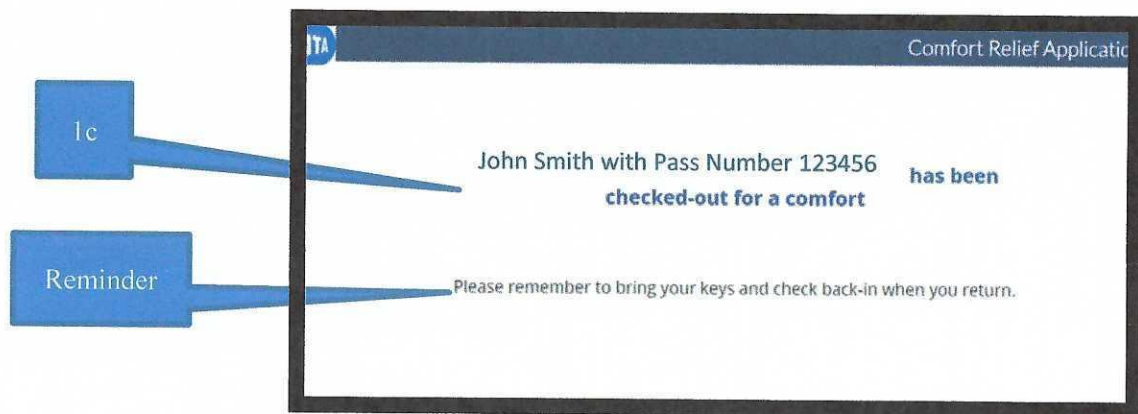 Comfort Relief Applicatio
1c
John Smith with Pass Number 123456 has been
checked-out for a comfort
Reminder
Please remember to bring your keys and check back-in when you return.